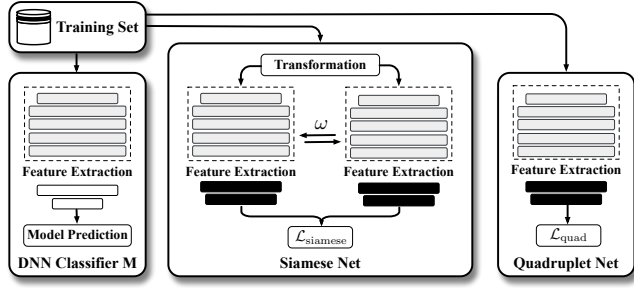 Training Set
Transformation
ω
Feature Extraction
Feature Extraction
Feature Extraction
Feature Extraction
Model Prediction
ℒsiamese
ℒquad
DNN Classifier M
Siamese Net
Quadruplet Net